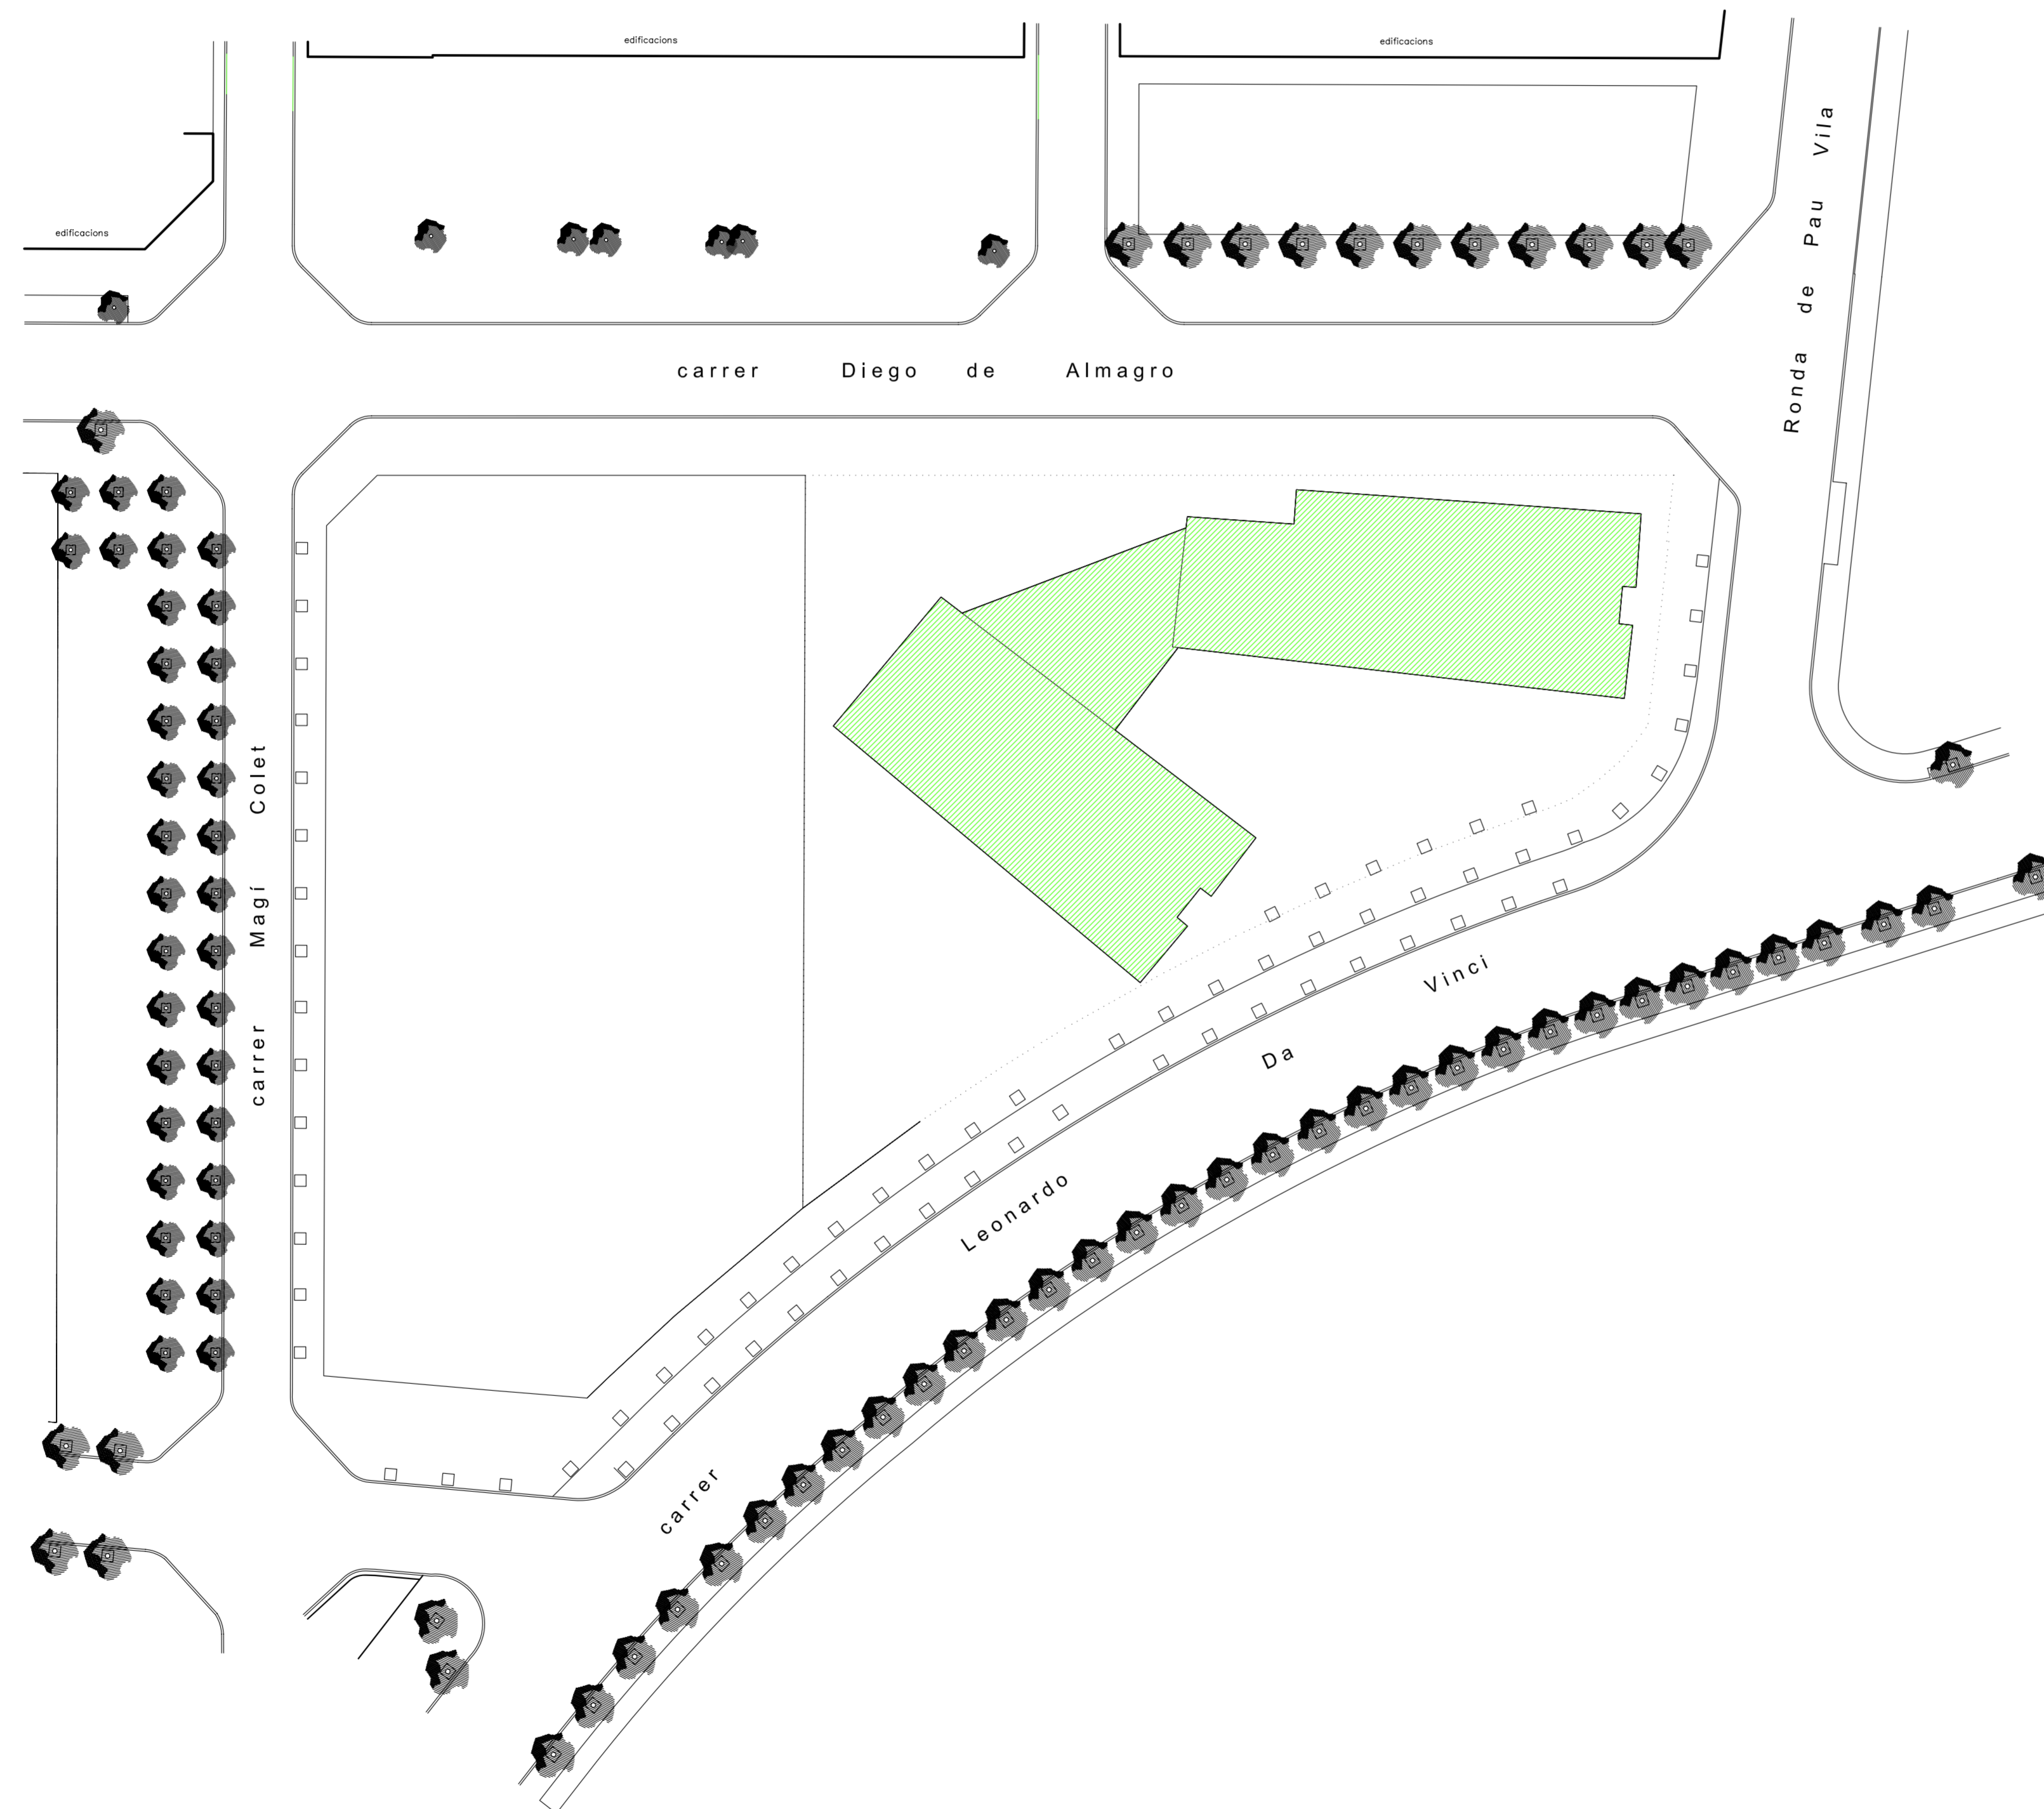 edificacions
edificacions
edificacions
carrer Diego de Almagro
Ronda de Pau Vila
carrer Magí Colet
carrer Leonardo Da Vinci